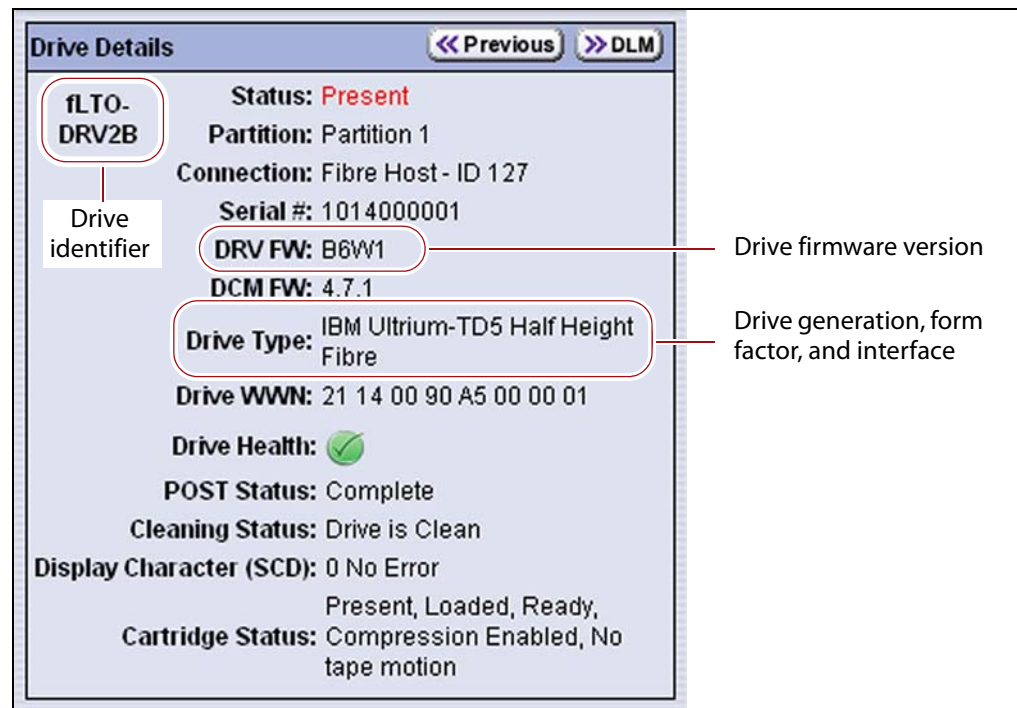 Drive Details
Previous
DLM
fLTO-
DRV2B
Status: Present
Partition: Partition 1
Connection: Fibre Host - ID 127
Drive
identifier
Serial #: 1014000001
DRV FW: B6W1
Drive firmware version
DCM FW: 4.7.1
Drive Type: IBM Ultrium-TD5 Half Height
Fibre
Drive generation, form
factor, and interface
Drive WWN: 21 14 00 90 A5 00 00 01
Drive Health:
POST Status: Complete
Cleaning Status: Drive is Clean
Display Character (SCD): 0 No Error
Cartridge Status: Present, Loaded, Ready,
Compression Enabled, No
tape motion